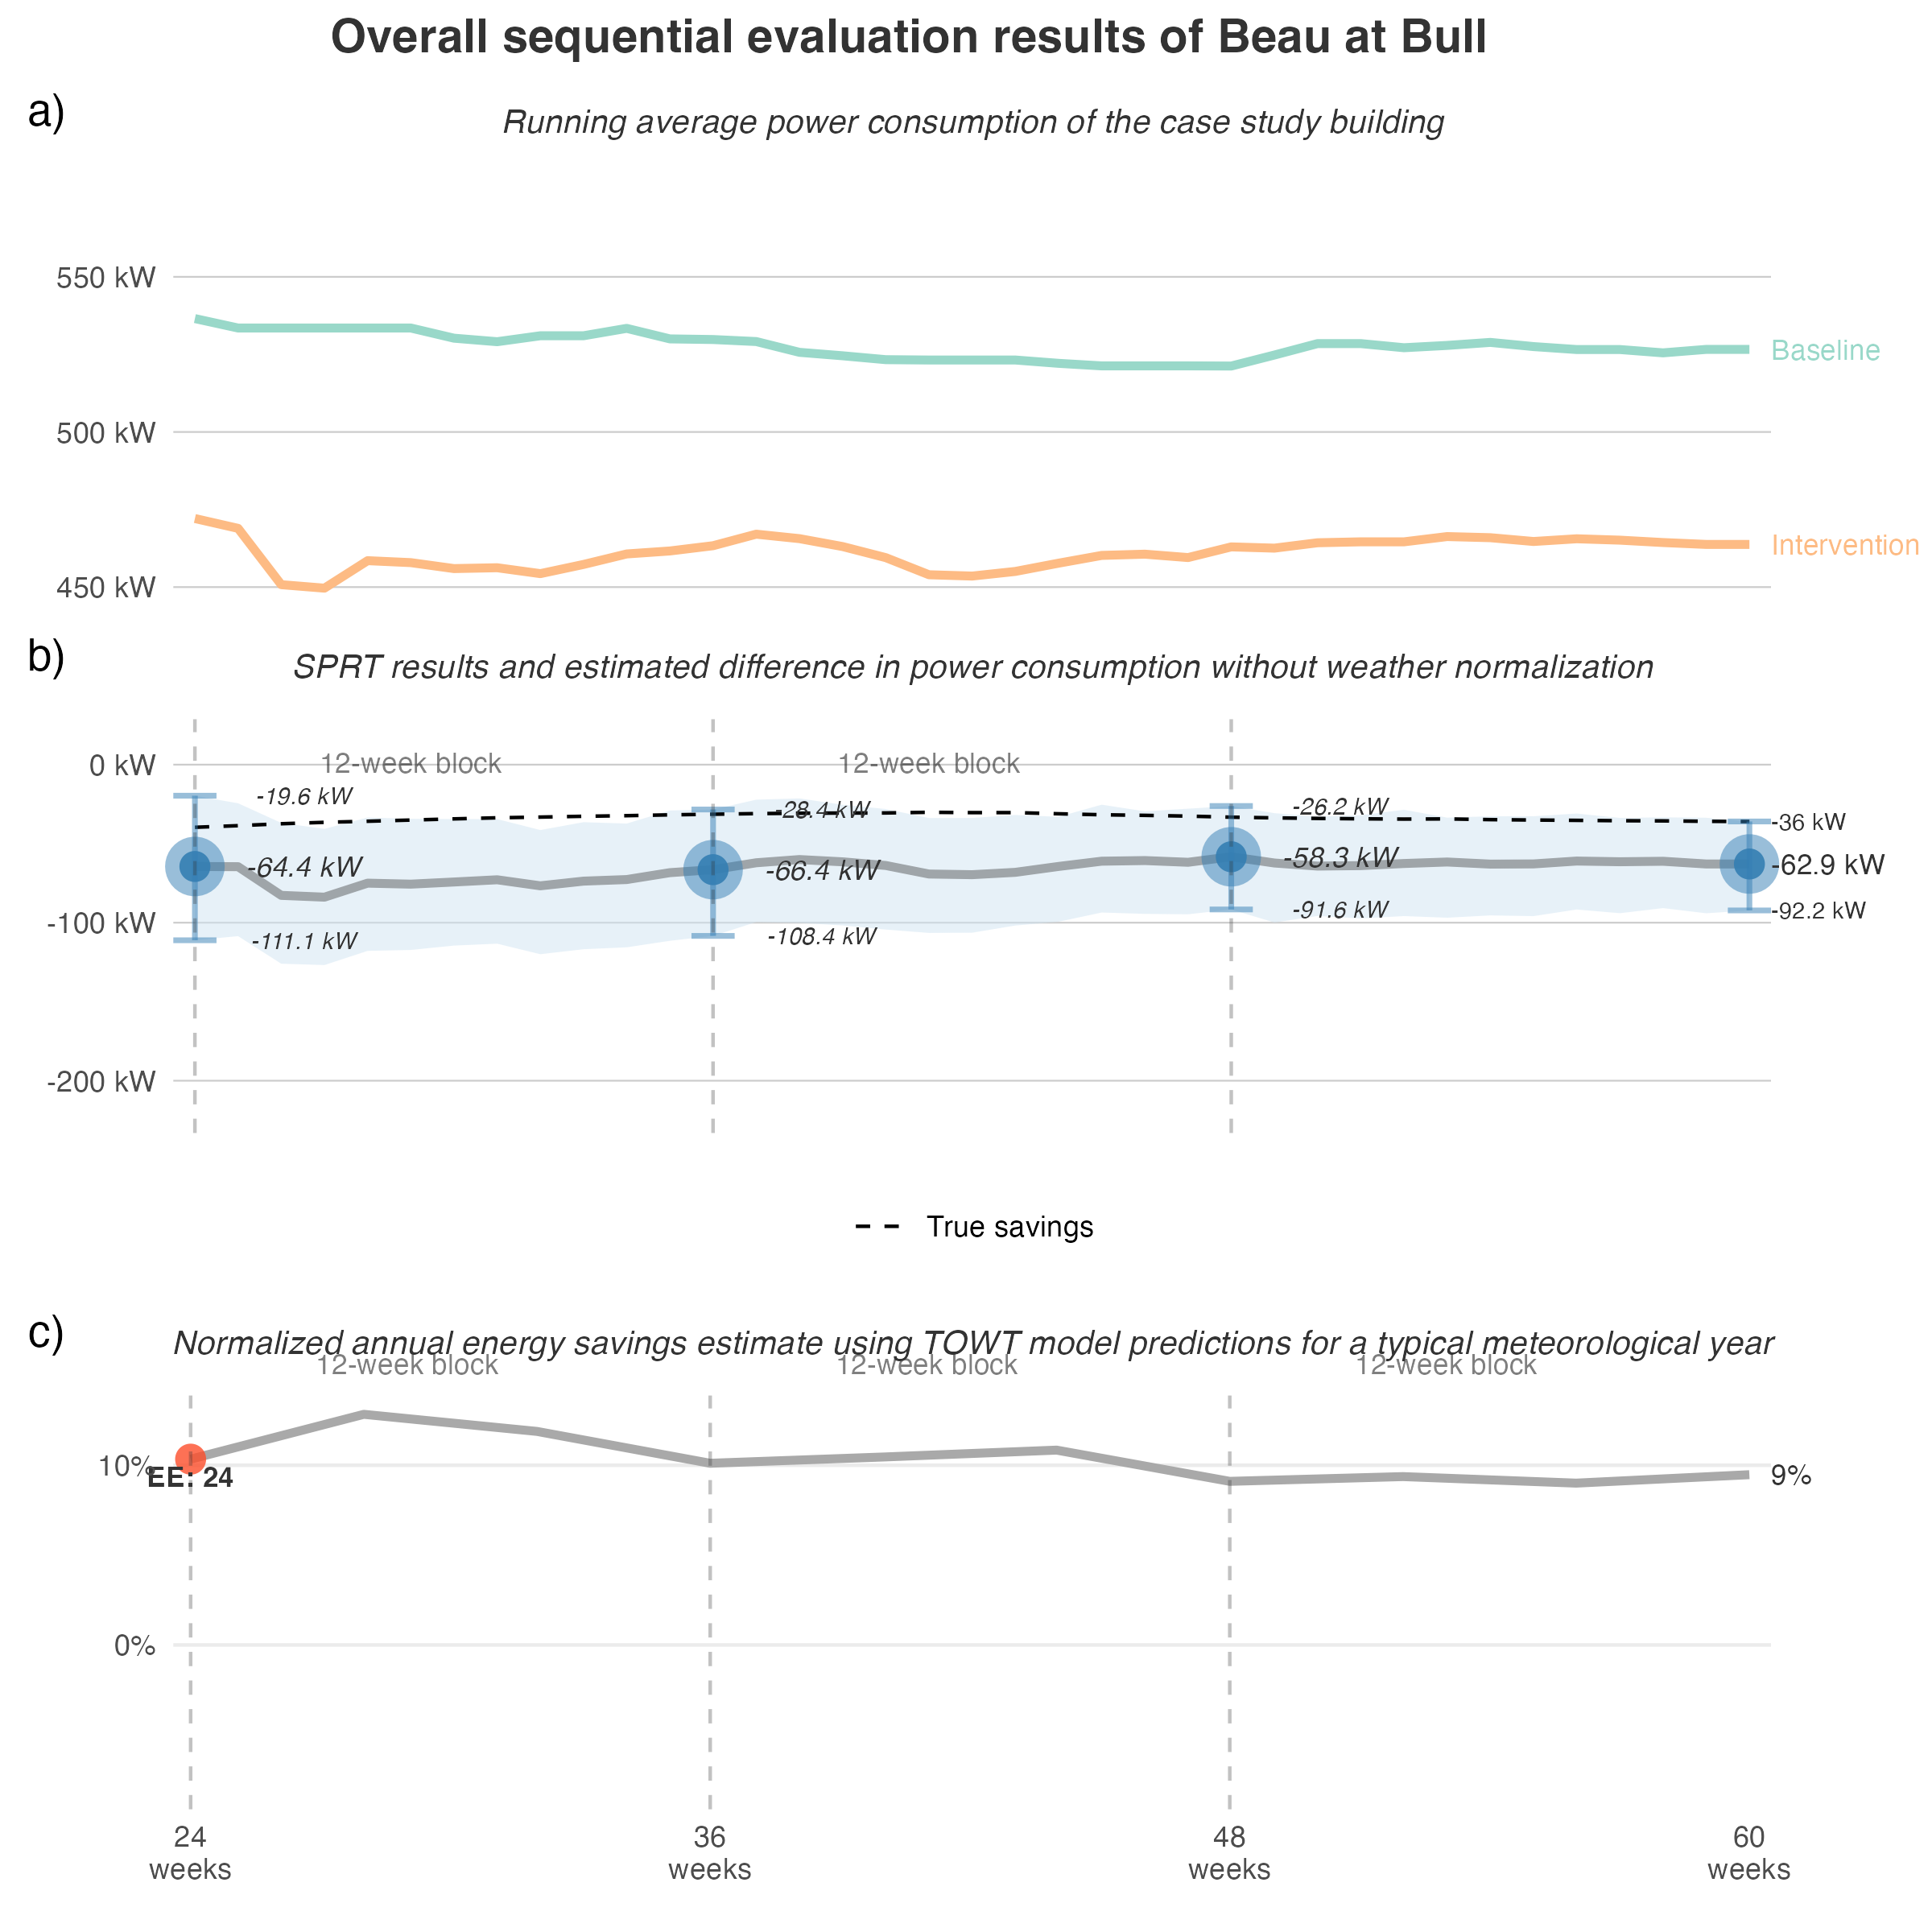 Overall sequential evaluation results of Beau at Bull
a)
Running average power consumption of the case study building
550 kW
Baseline
500 kW
Intervention
450 kW
b)
SPRT results and estimated difference in power consumption without weather normalization
0 kW
12-week block
12-week block
-19.6 kW
-28.4 kW
-26.2 kW
-36 kW
-64.4 kW
-66.4 kW
-58.3 kW
-62.9 kW
-100 kW
-111.1 kW
-108.4 kW
-91.6 kW
-92.2 kW
-200 kW
True savings
c)
Normalized annual energy savings estimate using TOWT model predictions for a typical meteorological year
12-week block
12-week block
12-week block
10%
EE: 24
9%
0%
24
weeks
36
weeks
48
weeks
60
weeks